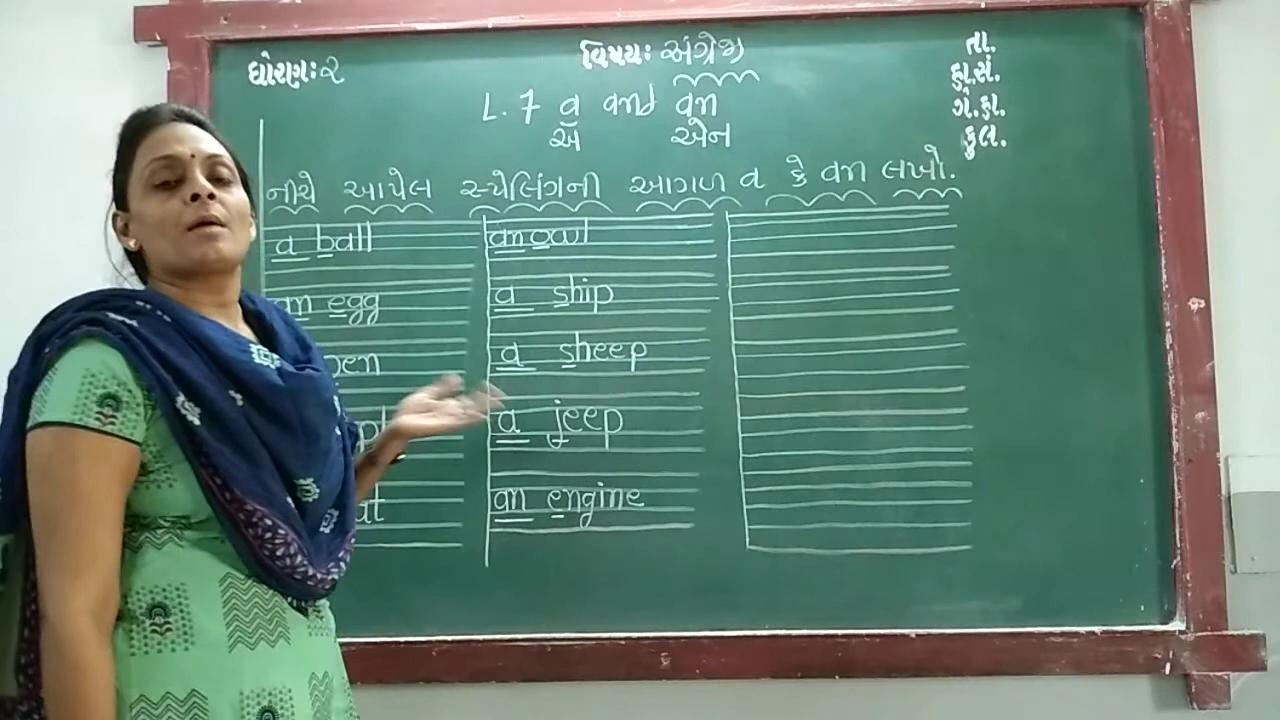 ધોરણ:૨
વિષય: અંગ્રેજી
તા.
હા.સં.
ગે.હા.
કુલ.
L. 7 a and an
અ એન
નીચે આપેલ સ્પેલિંગની આગળ a કે an લખો.
a ball
an egg
pen
at
an owl
a ship
a sheep
a jeep
an engine